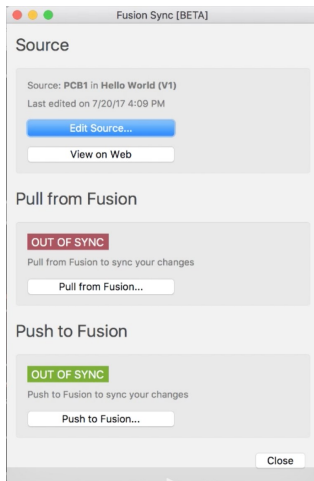 Fusion Sync [BETA]
Source
Source: PCB1 in Hello World (V1)
Last edited on 7/20/17 4:09 PM
Edit Source...
View on Web
Pull from Fusion
OUT OF SYNC
Pull from Fusion to sync your changes
Pull from Fusion...
Push to Fusion
OUT OF SYNC
Push to Fusion to sync your changes
Push to Fusion...
Close